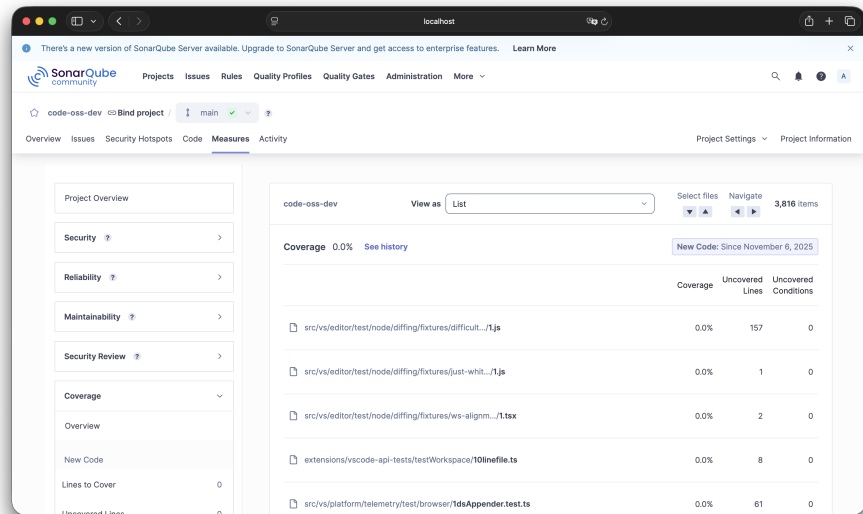 localhost
There's a new version of SonarQube Server available. Upgrade to SonarQube Server and get access to enterprise features. Learn More
SonarQube community
Projects Issues Rules Quality Profiles Quality Gates Administration More
A
code-oss-dev Bind project / main ?
Overview Issues Security Hotspots Code Measures Activity
Project Settings Project Information
Project Overview
Security ?
Reliability ?
Maintainability ?
Security Review ?
Coverage
Overview
New Code
Lines to Cover 0
Uncovered Lines 0
code-oss-dev View as List
Select files Navigate 3,816 items
Coverage 0.0% See history
New Code: Since November 6, 2025
Coverage Uncovered Lines Uncovered Conditions
src/vs/editor/test/node/diffing/fixtures/difficult.../1.js 0.0% 157 0
src/vs/editor/test/node/diffing/fixtures/just-whit.../1.js 0.0% 1 0
src/vs/editor/test/node/diffing/fixtures/ws-alignm.../1.tsx 0.0% 2 0
extensions/vscode-api-tests/testWorkspace/10linefile.ts 0.0% 8 0
src/vs/platform/telemetry/test/browser/1dsAppender.test.ts 0.0% 61 0